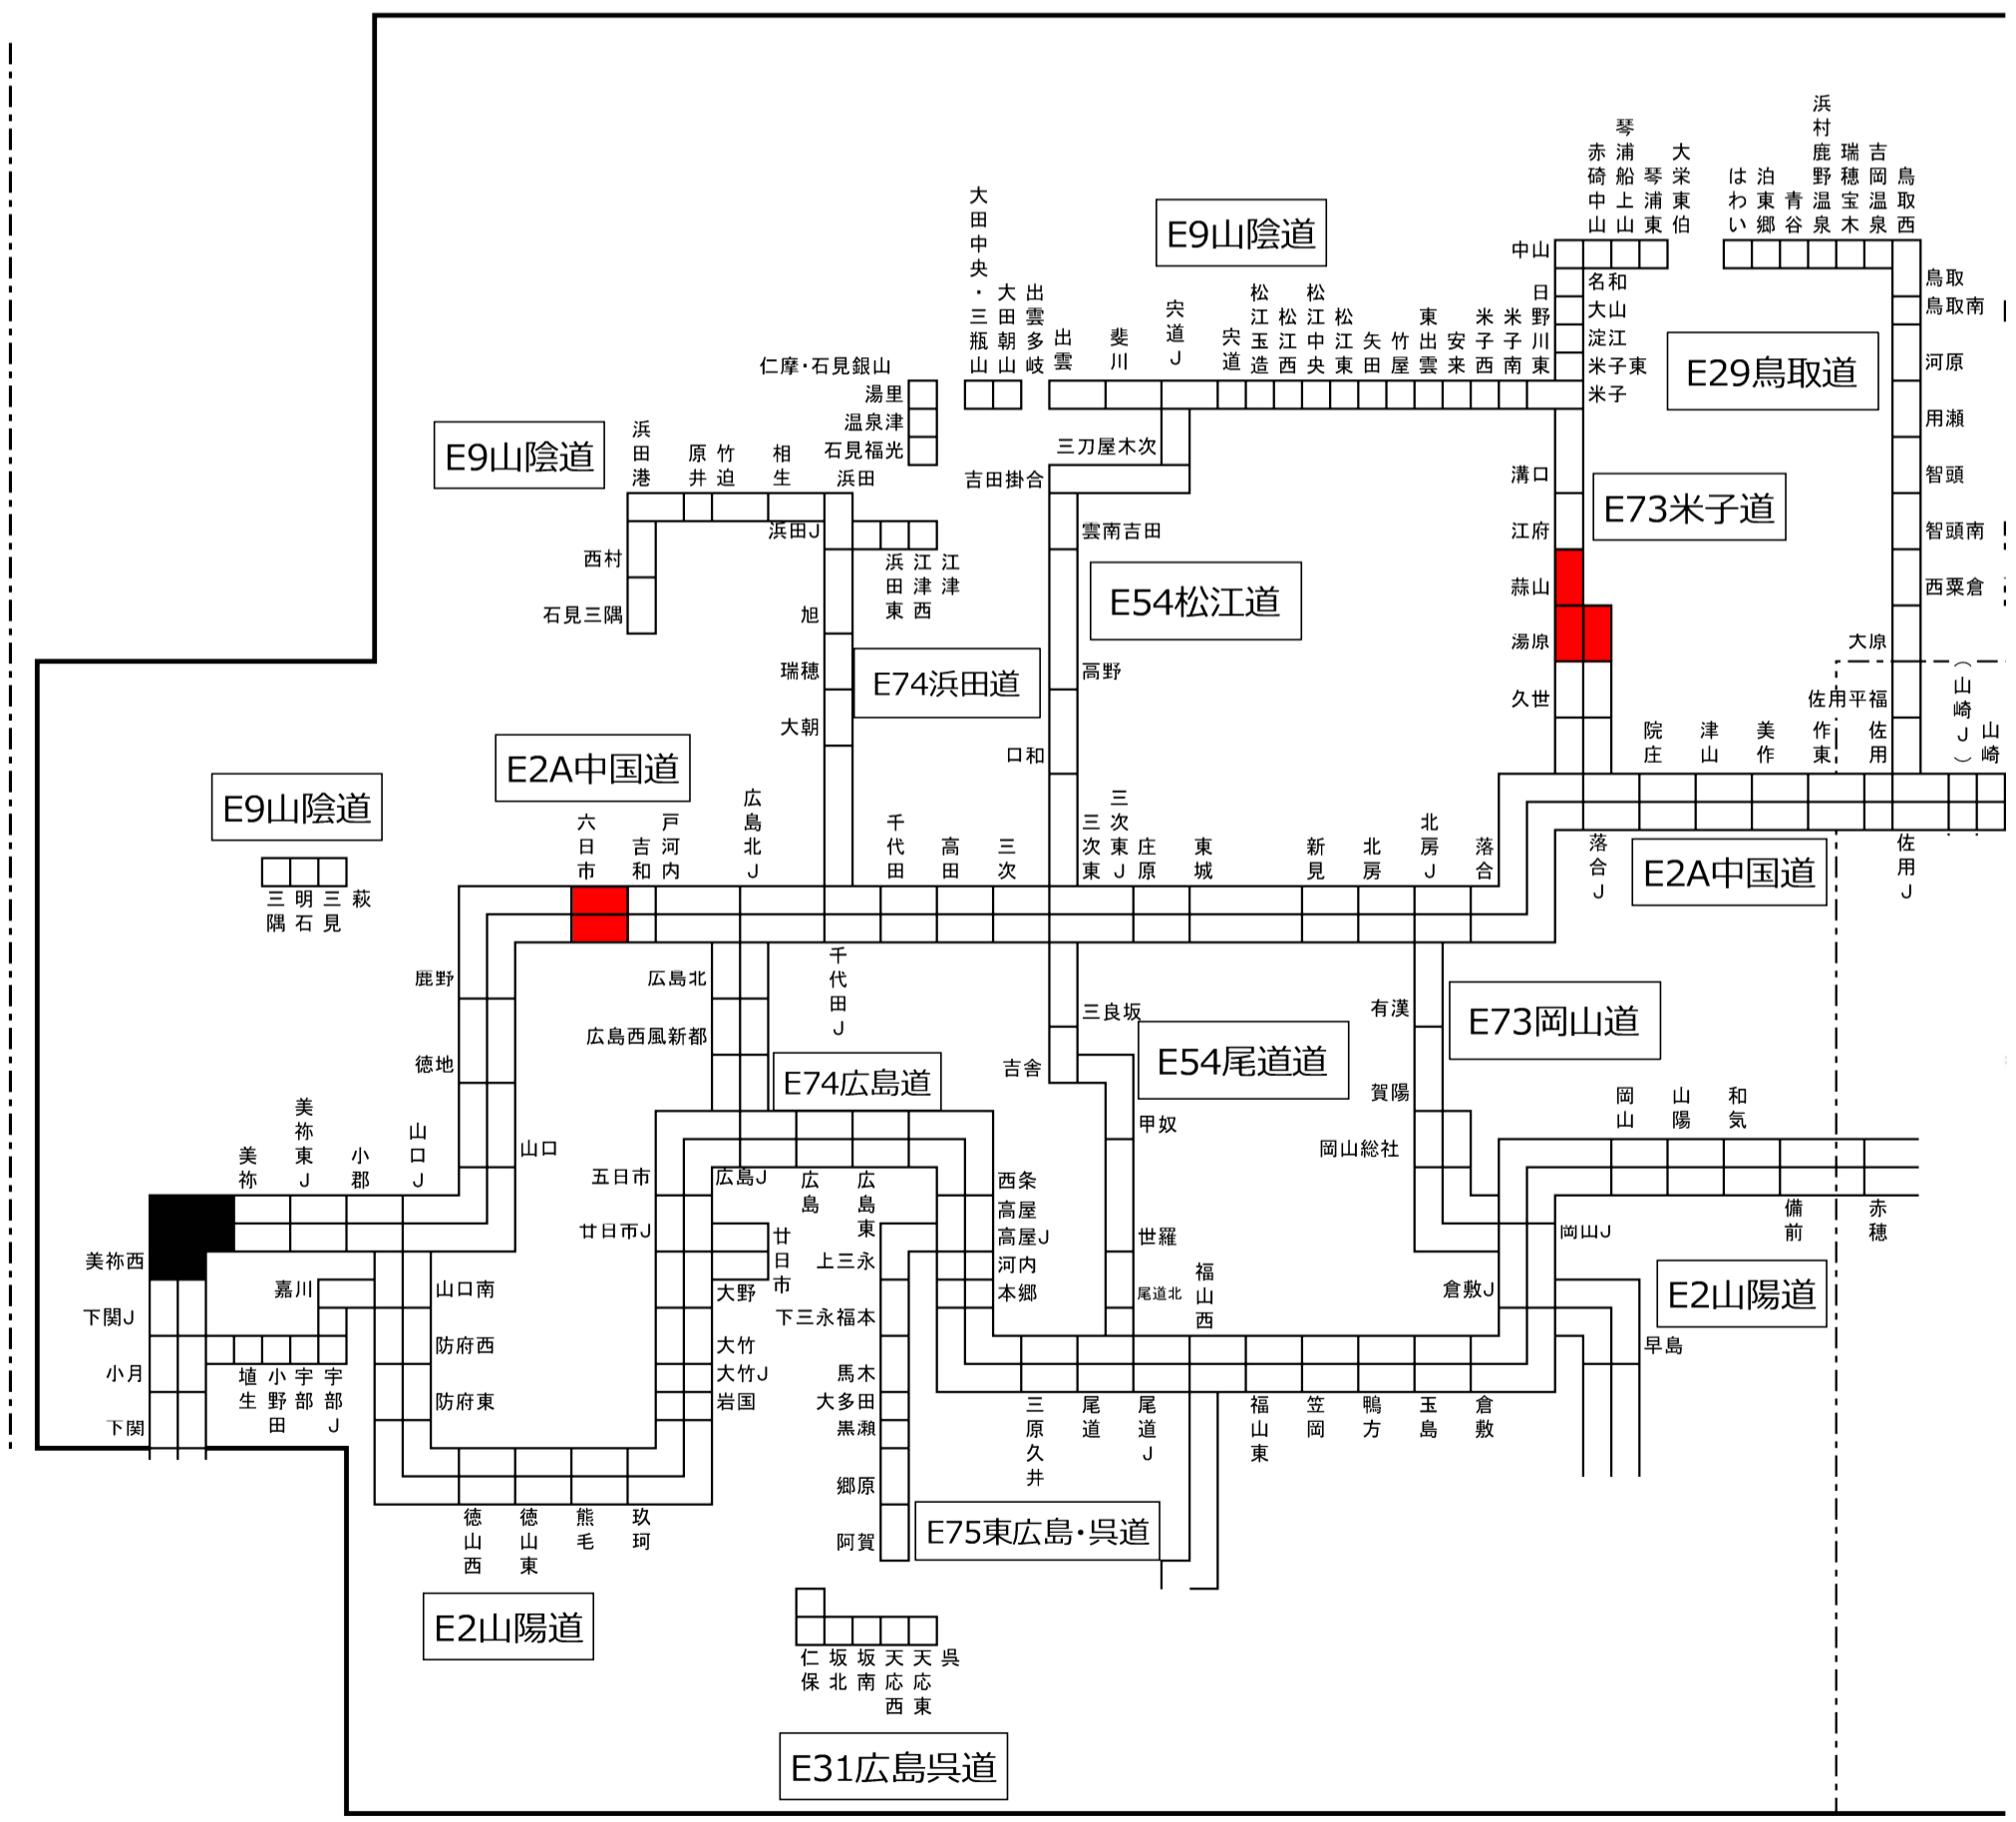 E9山陰道
E9山陰道
E9山陰道
E29鳥取道
E73米子道
E54松江道
E74浜田道
E2A中国道
E2A中国道
E73岡山道
E54尾道道
E74広島道
E2山陽道
E2山陽道
E75東広島・呉道
E31広島呉道
赤碕中山
琴浦船上山
琴浦東
大栄東伯
はわい
泊東郷
青谷
浜村鹿野温泉
瑞穂宝木
吉岡温泉
鳥取西
鳥取
鳥取南
河原
用瀬
智頭
智頭南
西粟倉
大原
佐用平福
中山
名和
大山
淀江
米子東
米子
大田中央・三瓶山
大田朝山
出雲多岐
出雲
斐川
宍道J
宍道
松江玉造
松江西
松江中央
松江東
矢田
竹屋
東出雲
安来
米子西
米子南
日野川東
仁摩・石見銀山
湯里
温泉津
石見福光
浜田港
原井
竹迫
相生
浜田
浜田J
浜田東
江津西
江津
西村
石見三隅
旭
瑞穂
大朝
三刀屋木次
吉田掛合
雲南吉田
高野
口和
溝口
江府
蒜山
湯原
久世
院庄
津山
美作
作東
佐用
(山崎J)
山崎
落合J
佐用J
六日市
吉和
戸河内
広島北J
千代田
高田
三次
三次東
三次東J
庄原
東城
新見
北房
北房J
落合
千代田J
三隅
明石
三見
萩
鹿野
徳地
山口
美祢
美祢東J
小郡
山口J
美祢西
下関J
小月
下関
嘉川
埴生
小野田
宇部
宇部J
山口南
防府西
防府東
徳山西
徳山東
熊毛
玖珂
広島北
広島西風新都
五日市
広島J
廿日市J
廿日市
大野
大竹
大竹J
岩国
広島
広島東
西条
高屋
高屋J
河内
本郷
上三永
下三永福本
馬木
大多田
黒瀬
郷原
阿賀
三良坂
吉舎
甲奴
世羅
尾道北
福山西
三原久井
尾道
尾道J
福山東
笠岡
鴨方
玉島
倉敷
有漢
賀陽
岡山総社
岡山
山陽
和気
備前
赤穂
岡山J
倉敷J
早島
仁保
坂北
坂南
天応西
天応東
呉